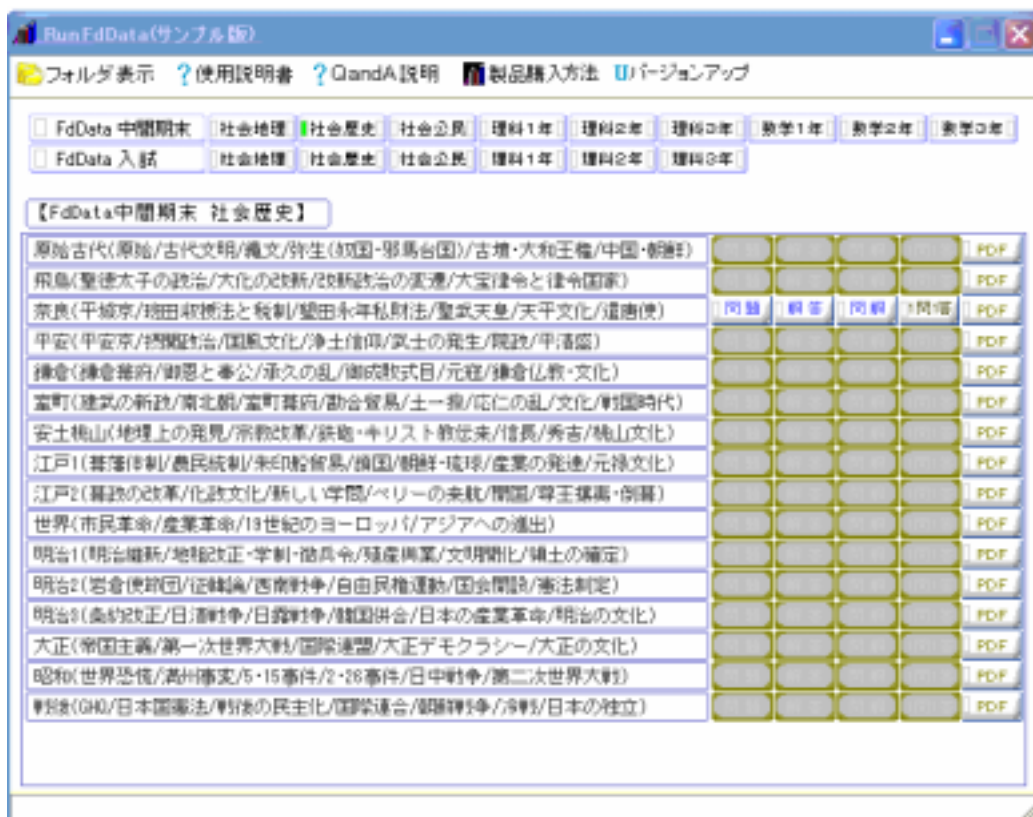 RunFdData(サンプル版)
フォルダ表示 ?使用説明書 ?QandA説明 製品購入方法 Uバージョンアップ
FdData 中間期末 社会地理 社会歴史 社会公民 理科1年 理科2年 理科3年 数学1年 数学2年 数学3年
FdData 入試 社会地理 社会歴史 社会公民 理科1年 理科2年 理科3年
【FdData中間期末 社会歴史】
原始古代(原始/古代文明/縄文/弥生(奴国・邪馬台国)/古墳・大和王権/中国・朝鮮) PDF
飛鳥(聖徳太子の政治/大化の改新/改新政治の変遷/大宝律令と律令国家) PDF
奈良(平城京/班田収授法と税制/墾田永年私財法/聖武天皇/天平文化/遣唐使) 問題 解答 問解 1問1答 PDF
平安(平安京/摂関政治/国風文化/浄土信仰/武士の発生/院政/平清盛) PDF
鎌倉(鎌倉幕府/御恩と奉公/承久の乱/御成敗式目/元寇/鎌倉仏教・文化) PDF
室町(建武の新政/南北朝/室町幕府/勘合貿易/土一揆/応仁の乱/文化/戦国時代) PDF
安土桃山(地理上の発見/宗教改革/鉄砲・キリスト教伝来/信長/秀吉/桃山文化) PDF
江戸1(幕藩体制/農民統制/朱印船貿易/鎖国/朝鮮・琉球/産業の発達/元禄文化) PDF
江戸2(幕政の改革/化政文化/新しい学問/ペリーの来航/開国/尊王攘夷・倒幕) PDF
世界(市民革命/産業革命/19世紀のヨーロッパ/アジアへの進出) PDF
明治1(明治維新/地租改正・学制・徴兵令/殖産興業/文明開化/領土の確定) PDF
明治2(岩倉使節団/征韓論/西南戦争/自由民権運動/国会開設/憲法制定) PDF
明治3(条約改正/日清戦争/日露戦争/韓国併合/日本の産業革命/明治の文化) PDF
大正(帝国主義/第一次世界大戦/国際連盟/大正デモクラシー/大正の文化) PDF
昭和(世界恐慌/満州事変/5・15事件/2・26事件/日中戦争/第二次世界大戦) PDF
戦後(GHQ/日本国憲法/戦後の民主化/国際連合/朝鮮戦争/冷戦/日本の独立) PDF